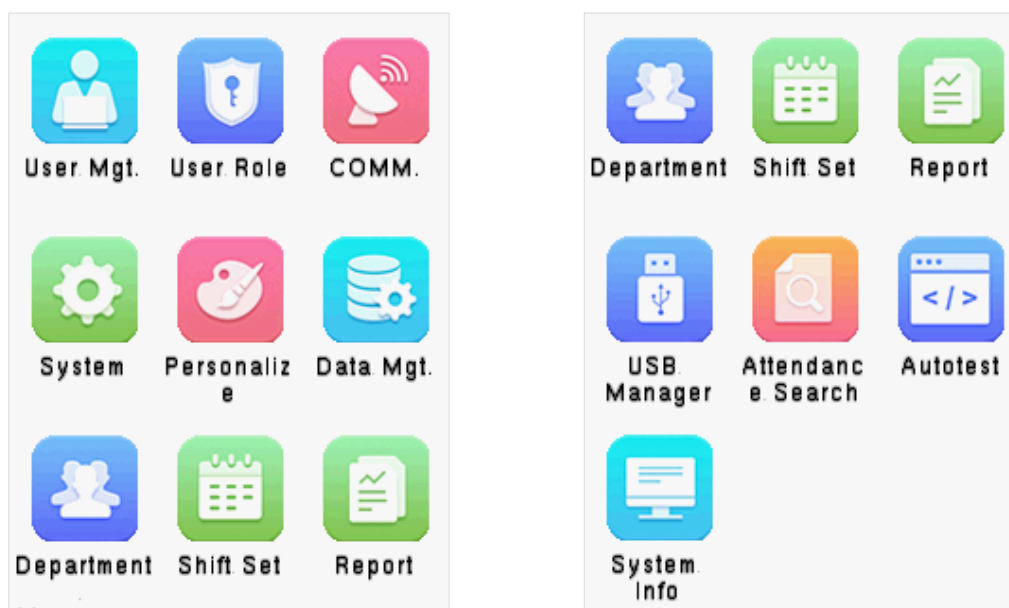 User Mgt. User Role COMM.
System Personaliz Data Mgt.
e
Department Shift Set Report
Department Shift Set Report
USB Attendanc Autotest
Manager e Search
</>
System
Info